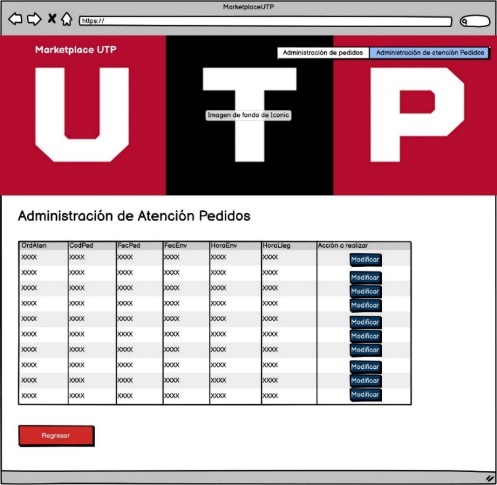 MarketplaceUTP
https://
Marketplace UTP
Administración de pedidos Administración de atención Pedidos
UTP
Imagen de fondo de Iconic
Administración de Atención Pedidos
OrdAten CodPed FecPed FecEnv HoraEnv HoraLleg Acción a realizar
XXXX XXXX XXXX XXXX XXXX XXXX Modificar
XXXX XXXX XXXX XXXX XXXX XXXX Modificar
XXXX XXXX XXXX XXXX XXXX XXXX Modificar
XXXX XXXX XXXX XXXX XXXX XXXX Modificar
XXXX XXXX XXXX XXXX XXXX XXXX Modificar
XXXX XXXX XXXX XXXX XXXX XXXX Modificar
XXXX XXXX XXXX XXXX XXXX XXXX Modificar
XXXX XXXX XXXX XXXX XXXX XXXX Modificar
XXXX XXXX XXXX XXXX XXXX XXXX Modificar
XXXX XXXX XXXX XXXX XXXX XXXX Modificar
Regresar